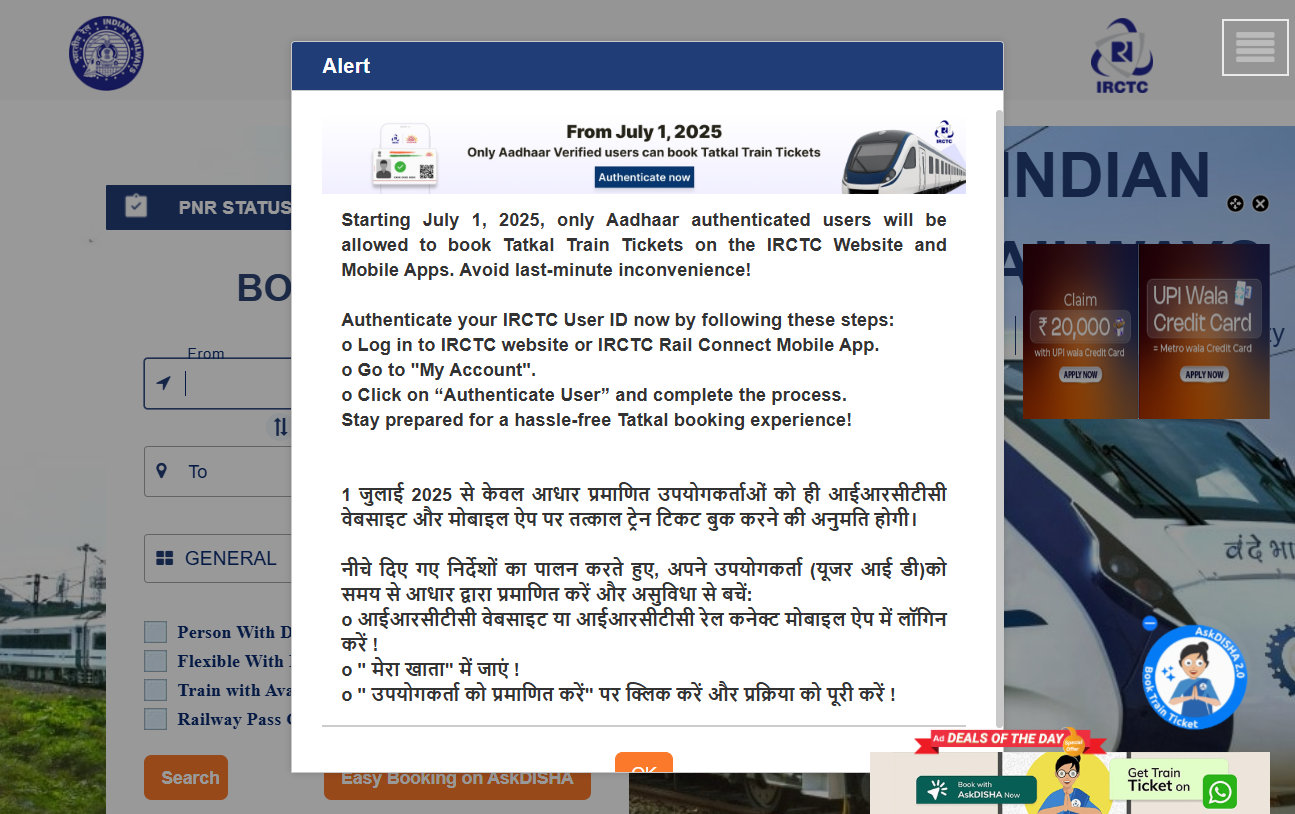 INDIAN RAILWAYS
IRCTC
Alert
From July 1, 2025
Only Aadhaar Verified users can book Tatkal Train Tickets
Authenticate now
IRCTC
Starting July 1, 2025, only Aadhaar authenticated users will be
allowed to book Tatkal Train Tickets on the IRCTC Website and
Mobile Apps. Avoid last-minute inconvenience!
Authenticate your IRCTC User ID now by following these steps:
o Log in to IRCTC website or IRCTC Rail Connect Mobile App.
o Go to "My Account".
o Click on “Authenticate User” and complete the process.
Stay prepared for a hassle-free Tatkal booking experience!
1 जुलाई 2025 से केवल आधार प्रमाणित उपयोगकर्ताओं को ही आईआरसीटीसी
वेबसाइट और मोबाइल ऐप पर तत्काल ट्रेन टिकट बुक करने की अनुमति होगी।
नीचे दिए गए निर्देशों का पालन करते हुए, अपने उपयोगकर्ता (यूजर आई डी)को
समय से आधार द्वारा प्रमाणित करें और असुविधा से बचें:
o आईआरसीटीसी वेबसाइट या आईआरसीटीसी रेल कनेक्ट मोबाइल ऐप में लॉगिन
करें !
o " मेरा खाता" में जाएं !
o " उपयोगकर्ता को प्रमाणित करें" पर क्लिक करें और प्रक्रिया को पूरी करें !
OK
PNR STATUS
BO
From
To
GENERAL
Person With D
Flexible With
Train with Ava
Railway Pass
Search
Easy Booking on AskDISHA
INDIAN
Claim
₹ 20,000
with UPI wala Credit Card
APPLY NOW
UPI Wala
Credit Card
= Metro wala Credit Card
APPLY NOW
वंदे भा
AskDISHA 2.0
Book Train Ticket
Ad DEALS OF THE DAY
Special
Offer
Book with
AskDISHA Now
Get Train
Ticket on